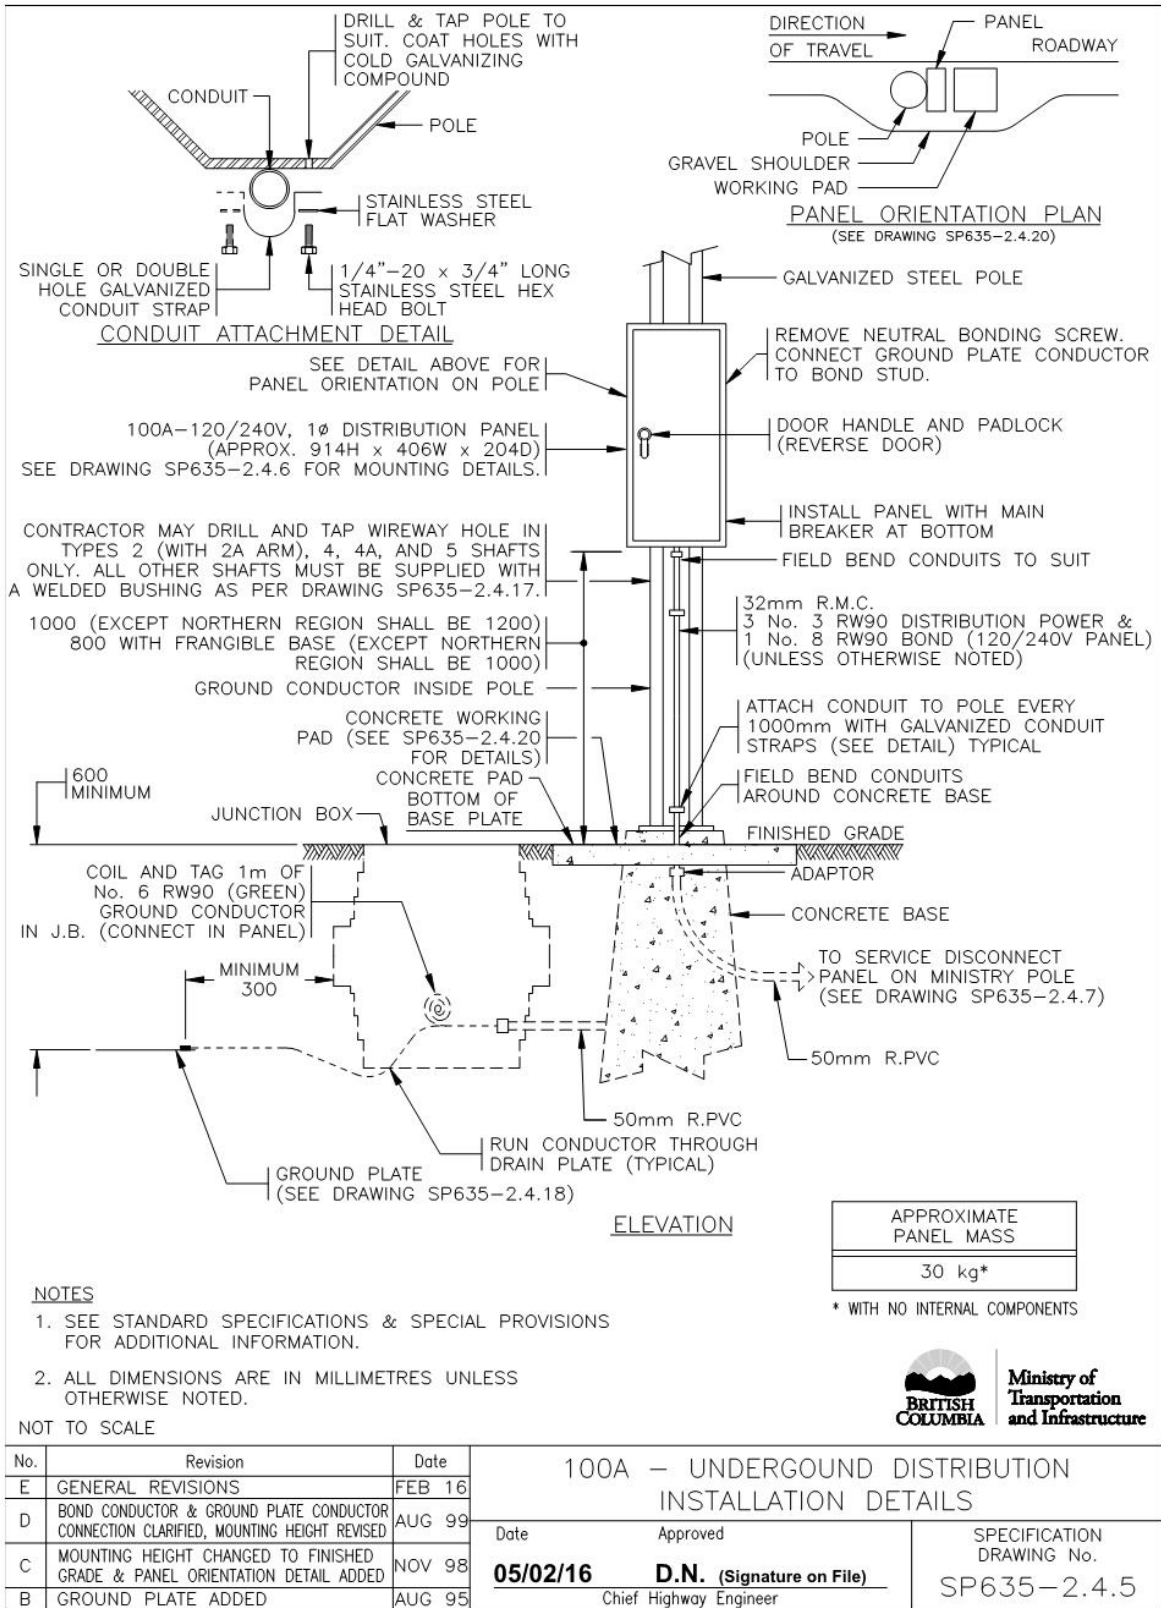 DRILL & TAP POLE TO
SUIT. COAT HOLES WITH
COLD GALVANIZING
COMPOUND
CONDUIT
POLE
STAINLESS STEEL
FLAT WASHER
SINGLE OR DOUBLE
HOLE GALVANIZED
CONDUIT STRAP
1/4"-20 x 3/4" LONG
STAINLESS STEEL HEX
HEAD BOLT
CONDUIT ATTACHMENT DETAIL
DIRECTION
OF TRAVEL
PANEL
ROADWAY
POLE
GRAVEL SHOULDER
WORKING PAD
PANEL ORIENTATION PLAN
(SEE DRAWING SP635-2.4.20)
GALVANIZED STEEL POLE
SEE DETAIL ABOVE FOR
PANEL ORIENTATION ON POLE
REMOVE NEUTRAL BONDING SCREW.
CONNECT GROUND PLATE CONDUCTOR
TO BOND STUD.
100A-120/240V, 1ø DISTRIBUTION PANEL
(APPROX. 914H x 406W x 204D)
SEE DRAWING SP635-2.4.6 FOR MOUNTING DETAILS.
DOOR HANDLE AND PADLOCK
(REVERSE DOOR)
CONTRACTOR MAY DRILL AND TAP WIREWAY HOLE IN
TYPES 2 (WITH 2A ARM), 4, 4A, AND 5 SHAFTS
ONLY. ALL OTHER SHAFTS MUST BE SUPPLIED WITH
A WELDED BUSHING AS PER DRAWING SP635-2.4.17.
INSTALL PANEL WITH MAIN
BREAKER AT BOTTOM
FIELD BEND CONDUITS TO SUIT
1000 (EXCEPT NORTHERN REGION SHALL BE 1200)
800 WITH FRANGIBLE BASE (EXCEPT NORTHERN
REGION SHALL BE 1000)
32mm R.M.C.
3 No. 3 RW90 DISTRIBUTION POWER &
1 No. 8 RW90 BOND (120/240V PANEL)
(UNLESS OTHERWISE NOTED)
GROUND CONDUCTOR INSIDE POLE
CONCRETE WORKING
PAD (SEE SP635-2.4.20
FOR DETAILS)
ATTACH CONDUIT TO POLE EVERY
1000mm WITH GALVANIZED CONDUIT
STRAPS (SEE DETAIL) TYPICAL
600
MINIMUM
CONCRETE PAD
BOTTOM OF
BASE PLATE
FIELD BEND CONDUITS
AROUND CONCRETE BASE
JUNCTION BOX
FINISHED GRADE
COIL AND TAG 1m OF
No. 6 RW90 (GREEN)
GROUND CONDUCTOR
IN J.B. (CONNECT IN PANEL)
ADAPTOR
CONCRETE BASE
MINIMUM
300
TO SERVICE DISCONNECT
PANEL ON MINISTRY POLE
(SEE DRAWING SP635-2.4.7)
50mm R.PVC
50mm R.PVC
RUN CONDUCTOR THROUGH
DRAIN PLATE (TYPICAL)
GROUND PLATE
(SEE DRAWING SP635-2.4.18)
ELEVATION
APPROXIMATE
PANEL MASS
30 kg*
* WITH NO INTERNAL COMPONENTS
NOTES
1. SEE STANDARD SPECIFICATIONS & SPECIAL PROVISIONS
FOR ADDITIONAL INFORMATION.
2. ALL DIMENSIONS ARE IN MILLIMETRES UNLESS
OTHERWISE NOTED.
NOT TO SCALE
BRITISH
COLUMBIA
Ministry of
Transportation
and Infrastructure
No. Revision Date
E GENERAL REVISIONS FEB 16
D BOND CONDUCTOR & GROUND PLATE CONDUCTOR
CONNECTION CLARIFIED, MOUNTING HEIGHT REVISED AUG 99
C MOUNTING HEIGHT CHANGED TO FINISHED
GRADE & PANEL ORIENTATION DETAIL ADDED NOV 98
B GROUND PLATE ADDED AUG 95
100A - UNDERGOUND DISTRIBUTION
INSTALLATION DETAILS
Date Approved
05/02/16 D.N. (Signature on File)
Chief Highway Engineer
SPECIFICATION
DRAWING No.
SP635-2.4.5